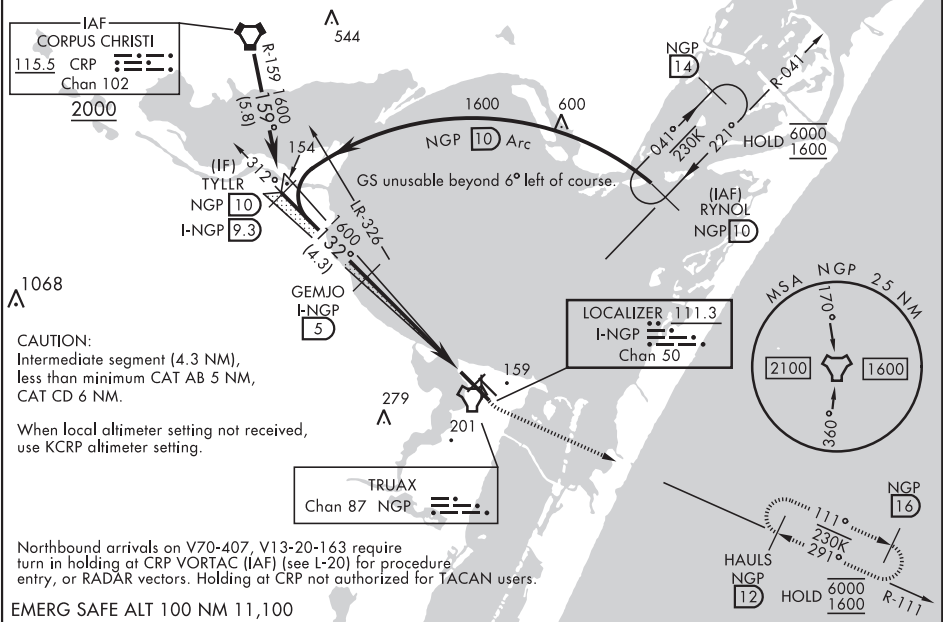 IAF
CORPUS CHRISTI
115.5 CRP
Chan 102
2000
R-159
1600
159°
(5.8)
544
NGP
14
R-041
041°
230K
221°
HOLD 6000
1600
1600
600
NGP 10 Arc
GS unusable beyond 6° left of course.
(IAF)
RYNOL
NGP 10
312°
154
(IF)
TYLLR
NGP 10
I-NGP 9.3
LR-326
1600
132°
(4.3)
GEMJO
I-NGP
5
1068
CAUTION:
Intermediate segment (4.3 NM),
less than minimum CAT AB 5 NM,
CAT CD 6 NM.
When local altimeter setting not received,
use KCRP altimeter setting.
LOCALIZER 111.3
I-NGP
Chan 50
MSA NGP 25 NM
170°
2100
1600
360°
159
279
201
TRUAX
Chan 87 NGP
NGP
16
111°
230K
291°
HAULS
NGP
12
HOLD 6000
1600
R-111
Northbound arrivals on V70-407, V13-20-163 require
turn in holding at CRP VORTAC (IAF) (see L-20) for procedure
entry, or RADAR vectors. Holding at CRP not authorized for TACAN users.
EMERG SAFE ALT 100 NM 11,100